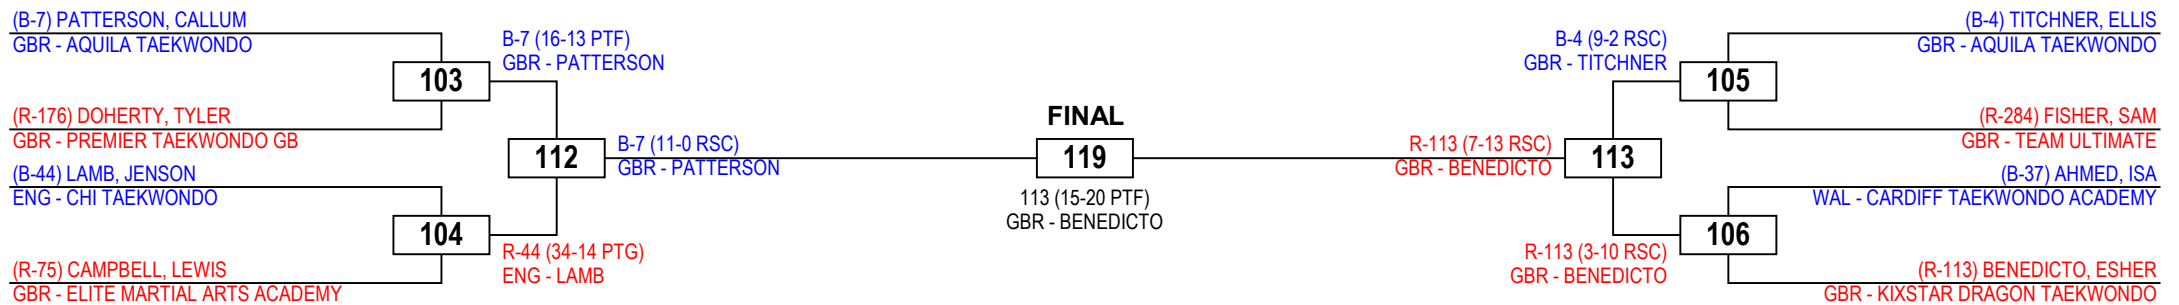 (B-7) PATTERSON, CALLUM
GBR - AQUILA TAEKWONDO
103
(R-176) DOHERTY, TYLER
GBR - PREMIER TAEKWONDO GB
(B-44) LAMB, JENSON
ENG - CHI TAEKWONDO
104
(R-75) CAMPBELL, LEWIS
GBR - ELITE MARTIAL ARTS ACADEMY
B-7 (16-13 PTF)
GBR - PATTERSON
112
R-44 (34-14 PTG)
ENG - LAMB
B-7 (11-0 RSC)
GBR - PATTERSON
FINAL
119
113 (15-20 PTF)
GBR - BENEDICTO
R-113 (7-13 RSC)
GBR - BENEDICTO
113
B-4 (9-2 RSC)
GBR - TITCHNER
R-113 (3-10 RSC)
GBR - BENEDICTO
(B-4) TITCHNER, ELLIS
GBR - AQUILA TAEKWONDO
105
(R-284) FISHER, SAM
GBR - TEAM ULTIMATE
(B-37) AHMED, ISA
WAL - CARDIFF TAEKWONDO ACADEMY
106
(R-113) BENEDICTO, ESHER
GBR - KIXSTAR DRAGON TAEKWONDO